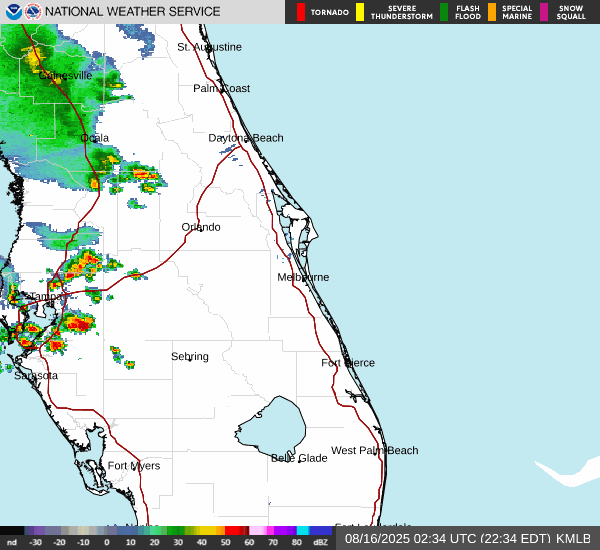 NATIONAL WEATHER SERVICE
TORNADO
SEVERE
THUNDERSTORM
FLASH
FLOOD
SPECIAL
MARINE
SNOW
SQUALL
St. Augustine
Gainesville
Palm Coast
Ocala
Daytona Beach
Orlando
Melbourne
Tampa
Sebring
Fort Pierce
Sarasota
West Palm Beach
Belle Glade
Fort Myers
nd -30 -20 -10 0 10 20 30 40 50 60 70 80 dBZ
08/16/2025 02:34 UTC (22:34 EDT) KMLB